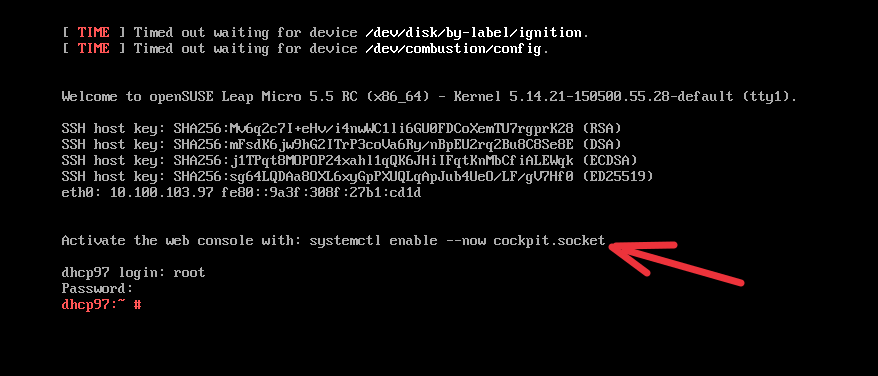 [ TIME ] Timed out waiting for device /dev/disk/by-label/ignition.
[ TIME ] Timed out waiting for device /dev/combustion/config.
Welcome to openSUSE Leap Micro 5.5 RC (x86_64) - Kernel 5.14.21-150500.55.28-default (tty1).
SSH host key: SHA256:Mv6q2c7I+eHv/i4nwWC1li6GU0FDCoXemTU7rgprK28 (RSA)
SSH host key: SHA256:mFsdK6jw9hG2ITrP3coVa6Ry/nBpEU2rq2Bu8C8Se8E (DSA)
SSH host key: SHA256:j1TPqt8MOPOP24xahl1qQK6JHiIFqtKnMbCfiALEWqk (ECDSA)
SSH host key: SHA256:sg64LQDAa8OXL6xyGpPXUQLqApJub4UeO/LF/gV7Hf0 (ED25519)
eth0: 10.100.103.97 fe80::9a3f:308f:27b1:cd1d
Activate the web console with: systemctl enable --now cockpit.socket
dhcp97 login: root
Password:
dhcp97:~ #